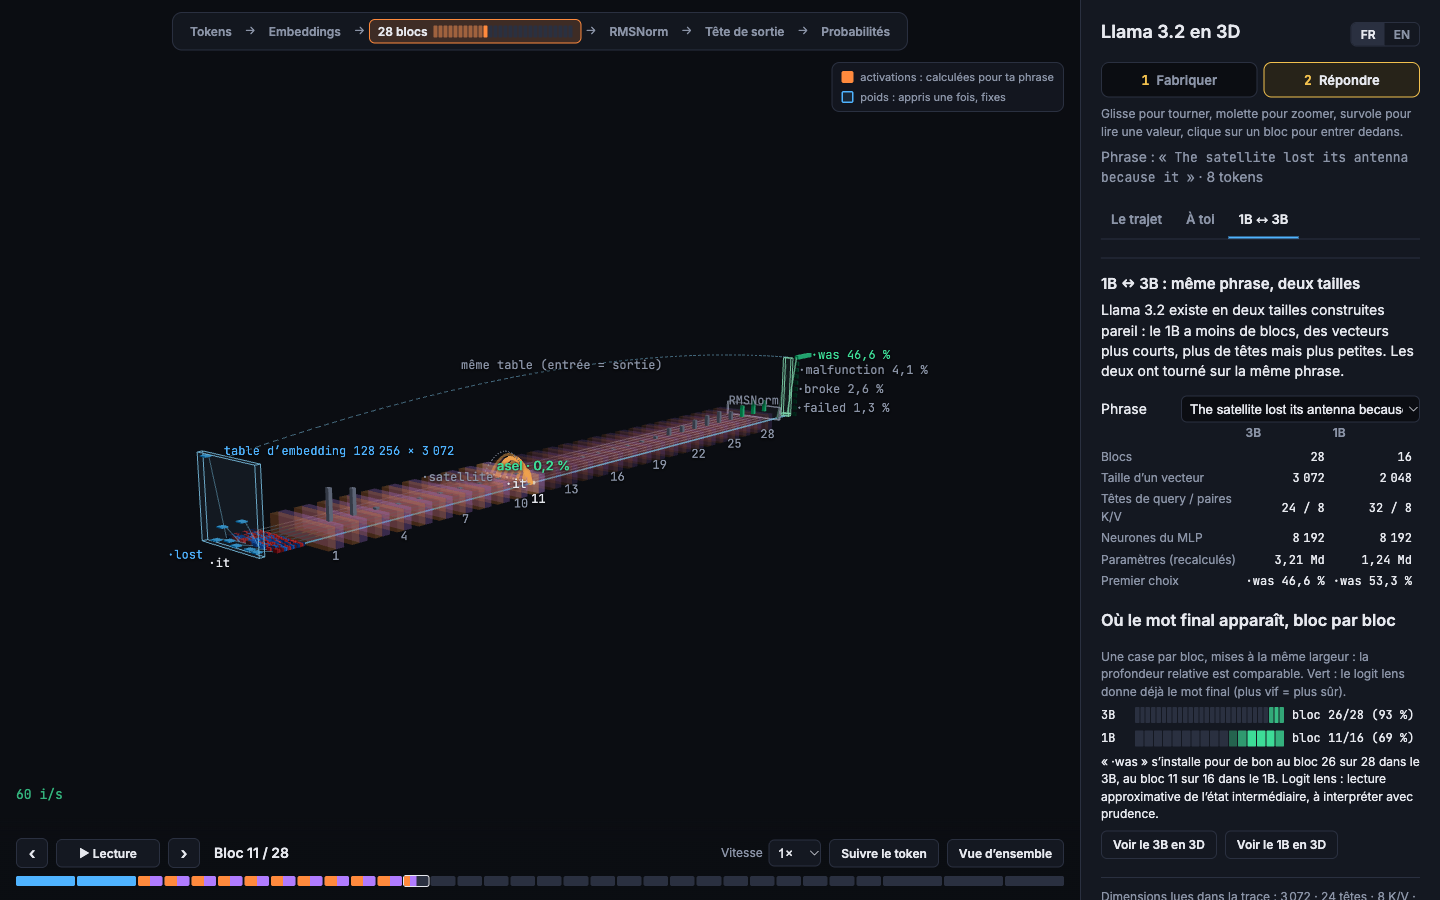 Tokens → Embeddings → 28 blocs → RMSNorm → Tête de sortie → Probabilités
activations : calculées pour ta phrase
poids : appris une fois, fixes
même table (entrée = sortie)
·was 46,6 %
·malfunction 4,1 %
·broke 2,6 %
·failed 1,3 %
RMSNorm
table d’embedding 128 256 × 3 072
·satellite
asei · 0,2 %
·it
·lost
·it
1
4
7
10
11
13
16
19
22
25
28
60 i/s
‹ Lecture › Bloc 11 / 28
Vitesse 1× Suivre le token Vue d’ensemble
Llama 3.2 en 3D
FR EN
1 Fabriquer 2 Répondre
Glisse pour tourner, molette pour zoomer, survole pour
lire une valeur, clique sur un bloc pour entrer dedans.
Phrase : « The satellite lost its antenna
because it » · 8 tokens
Le trajet À toi 1B ↔ 3B
1B ↔ 3B : même phrase, deux tailles
Llama 3.2 existe en deux tailles construites
pareil : le 1B a moins de blocs, des vecteurs
plus courts, plus de têtes mais plus petites. Les
deux ont tourné sur la même phrase.
Phrase The satellite lost its antenna becaus
3B 1B
Blocs 28 16
Taille d’un vecteur 3 072 2 048
Têtes de query / paires
K/V 24 / 8 32 / 8
Neurones du MLP 8 192 8 192
Paramètres (recalculés) 3,21 Md 1,24 Md
Premier choix ·was 46,6 % ·was 53,3 %
Où le mot final apparaît, bloc par bloc
Une case par bloc, mises à la même largeur : la
profondeur relative est comparable. Vert : le logit lens
donne déjà le mot final (plus vif = plus sûr).
3B bloc 26/28 (93 %)
1B bloc 11/16 (69 %)
« ·was » s’installe pour de bon au bloc 26 sur 28 dans le
3B, au bloc 11 sur 16 dans le 1B. Logit lens : lecture
approximative de l’état intermédiaire, à interpréter avec
prudence.
Voir le 3B en 3D Voir le 1B en 3D
Dimensions lues dans la trace : 3 072 · 24 têtes · 8 K/V ·